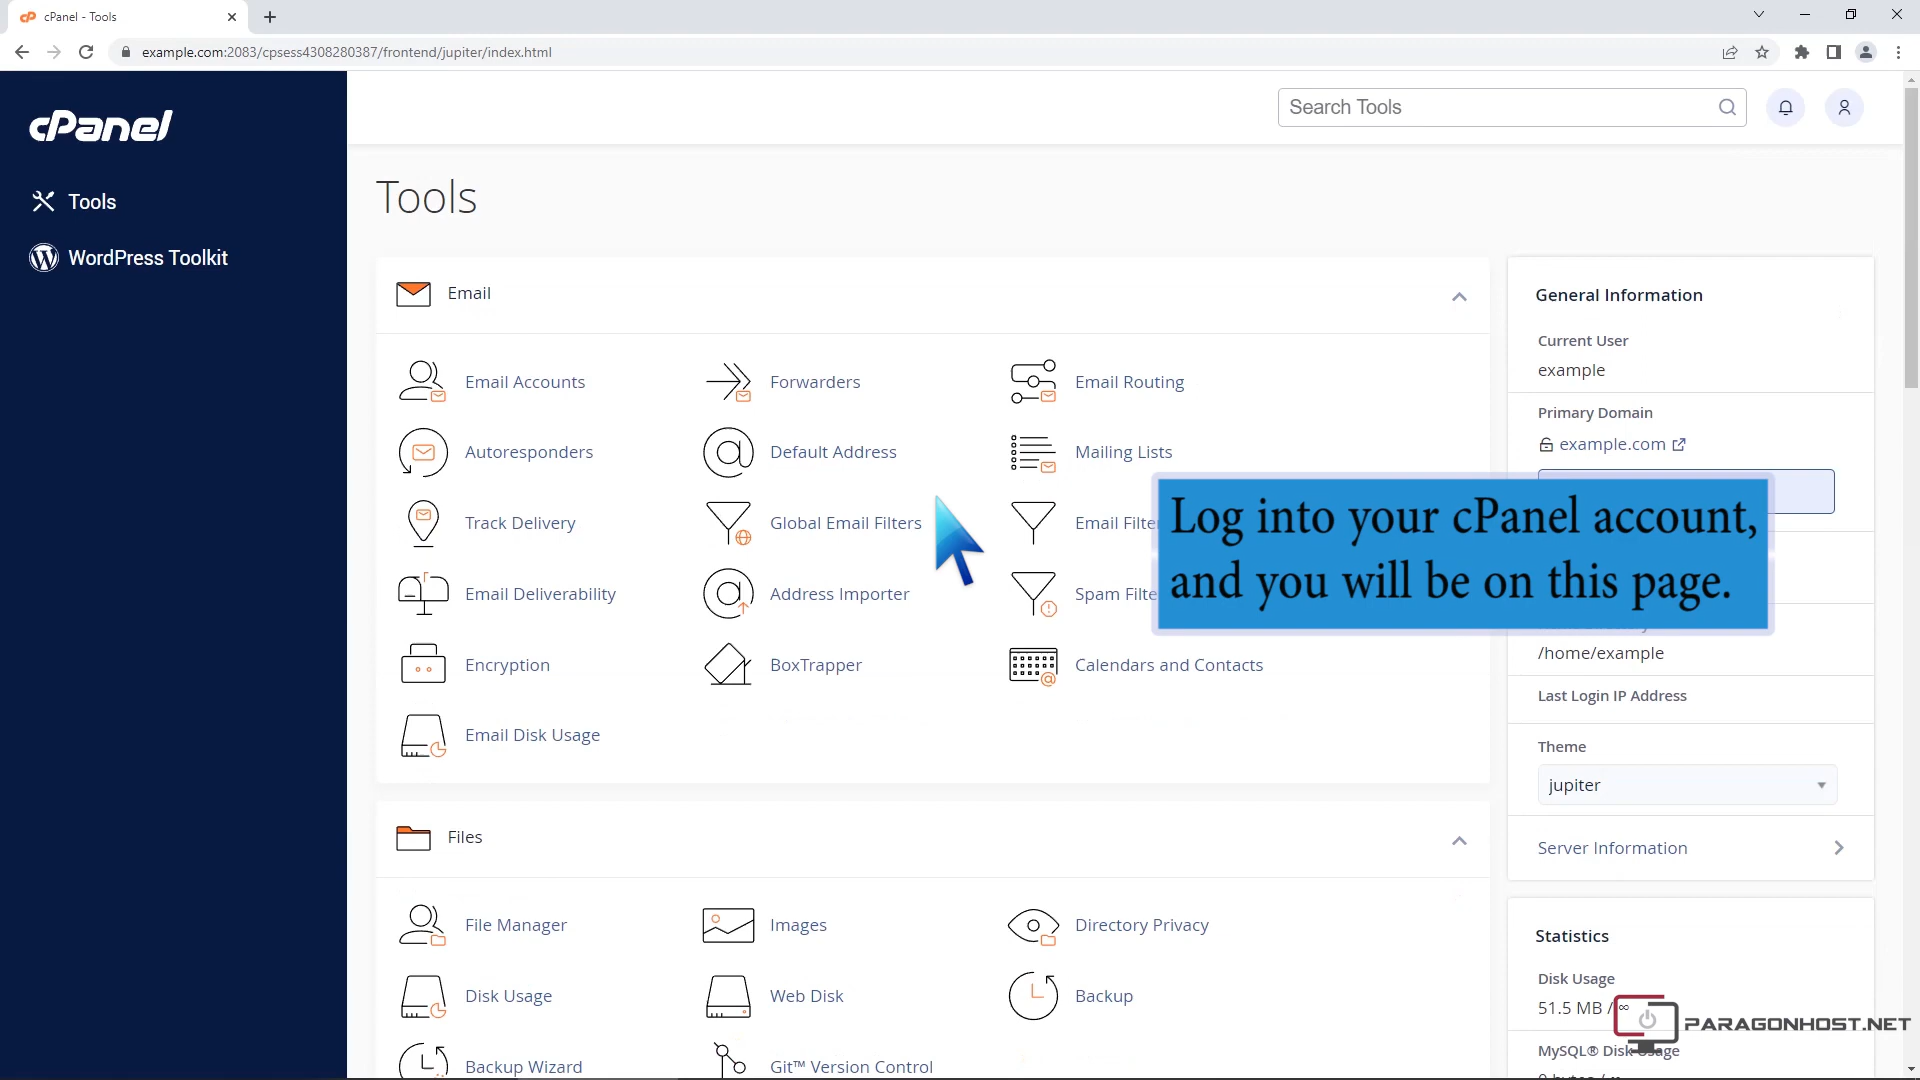 cPanel - Tools
example.com:2083/cpsess4308280387/frontend/jupiter/index.html
cPanel
Search Tools
Tools
WordPress Toolkit
Tools
Email
Email Accounts
Forwarders
Email Routing
Autoresponders
Default Address
Mailing Lists
Track Delivery
Global Email Filters
Email Filte
Email Deliverability
Address Importer
Spam Filte
Encryption
BoxTrapper
Calendars and Contacts
Email Disk Usage
Files
File Manager
Images
Directory Privacy
Disk Usage
Web Disk
Backup
Backup Wizard
Git™ Version Control
General Information
Current User
example
Primary Domain
example.com
Log into your cPanel account,
and you will be on this page.
/home/example
Last Login IP Address
Theme
jupiter
Server Information
Statistics
Disk Usage
51.5 MB /
PARAGONHOST.NET
MySQL® Disk Usage